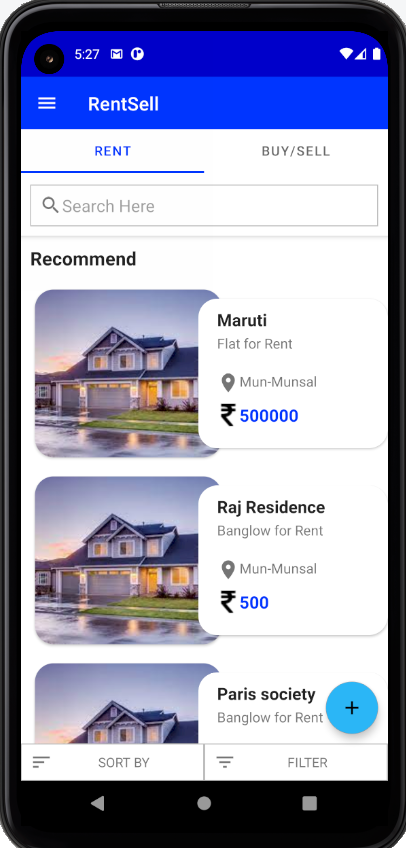 5:27
RentSell
RENT
BUY/SELL
Search Here
Recommend
Maruti
Flat for Rent
Mun-Munsal
₹ 500000
Raj Residence
Banglow for Rent
Mun-Munsal
₹ 500
Paris society
Banglow for Rent
+
SORT BY
FILTER